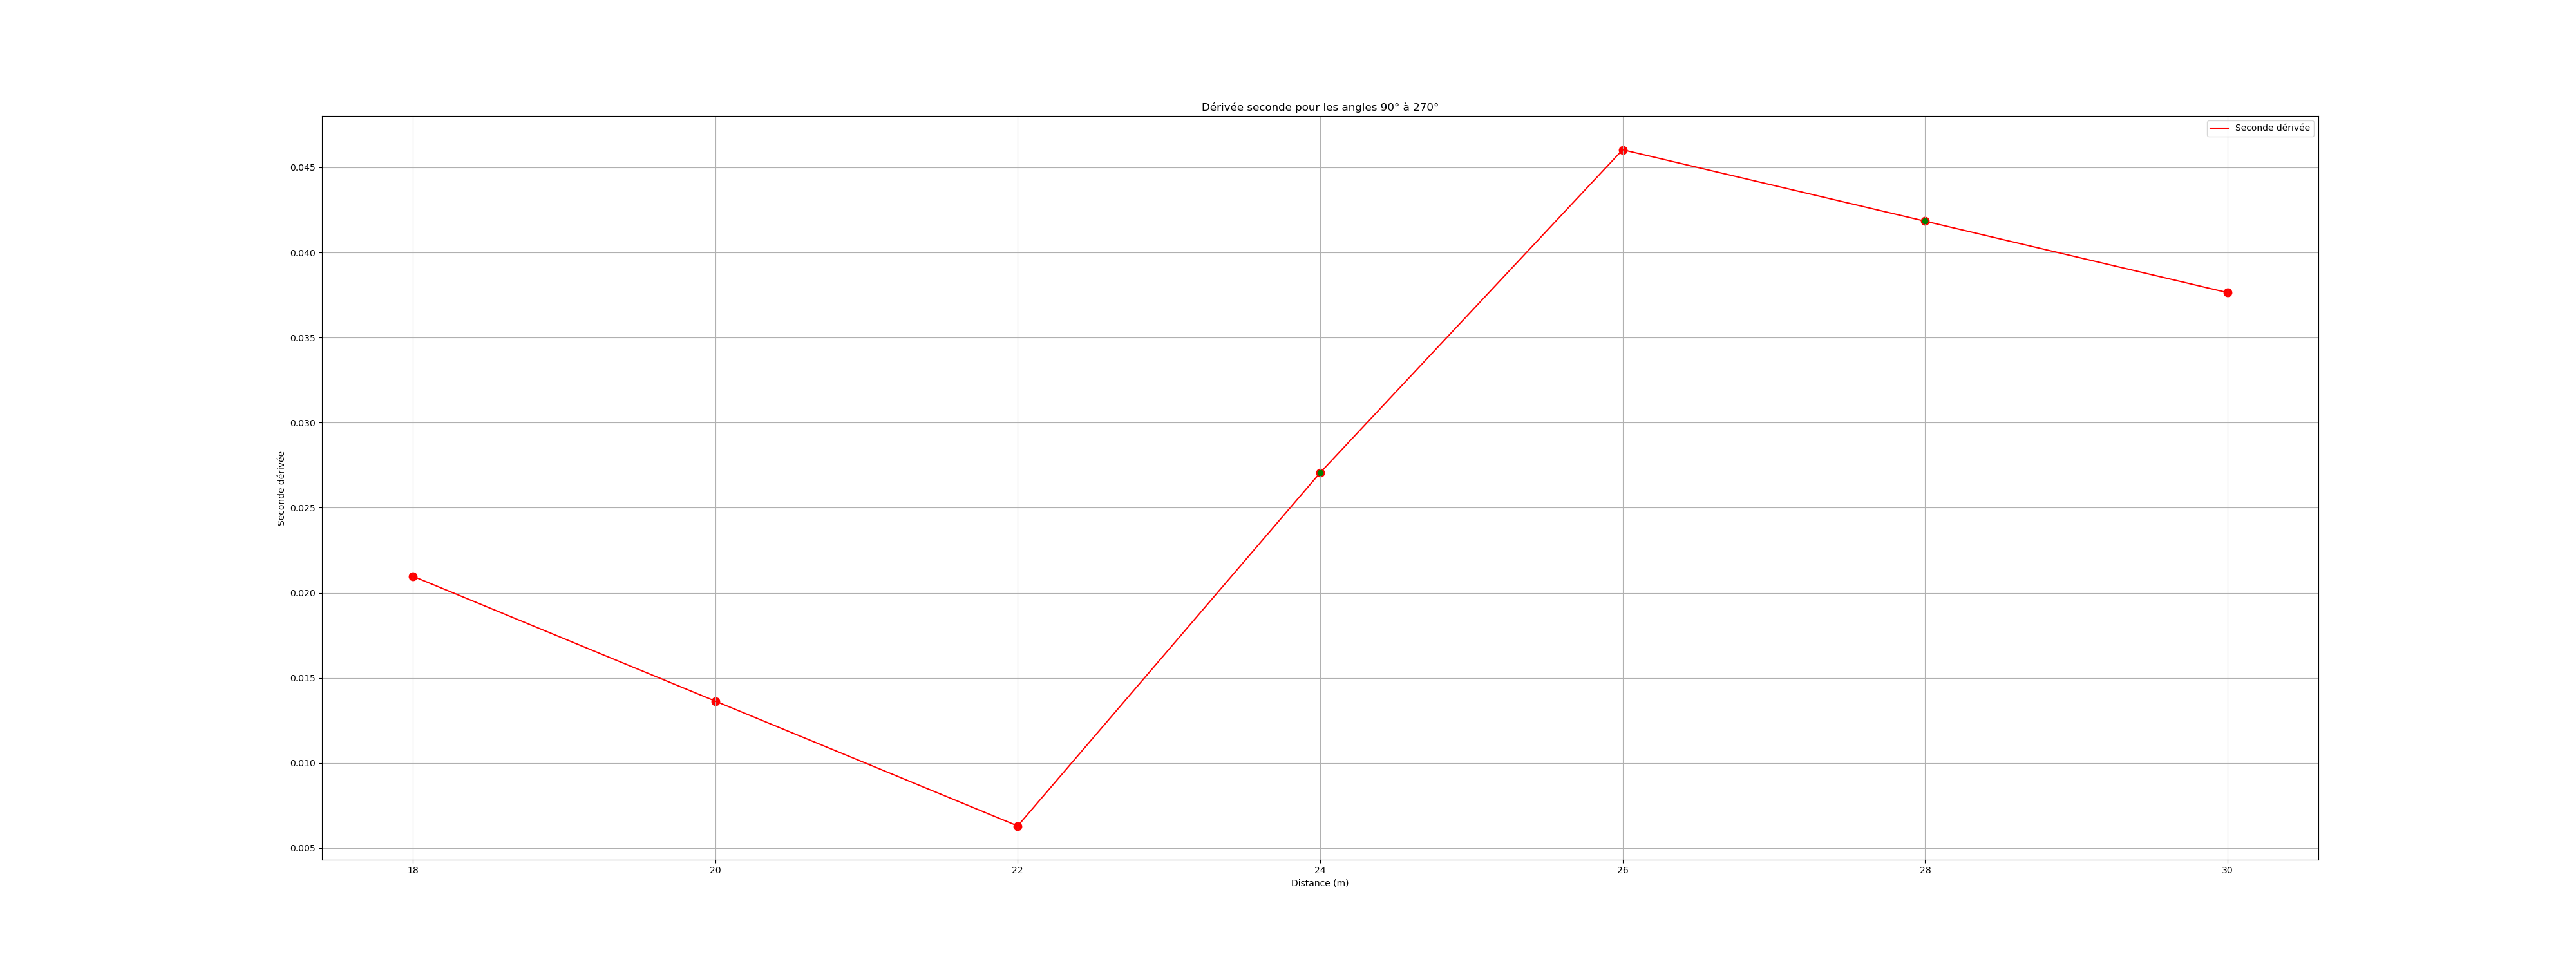 Dérivée seconde pour les angles 90° à 270°
Seconde dérivée
0.045
0.040
0.035
0.030
0.025
0.020
0.015
0.010
0.005
Seconde dérivée
18 20 22 24 26 28 30
Distance (m)